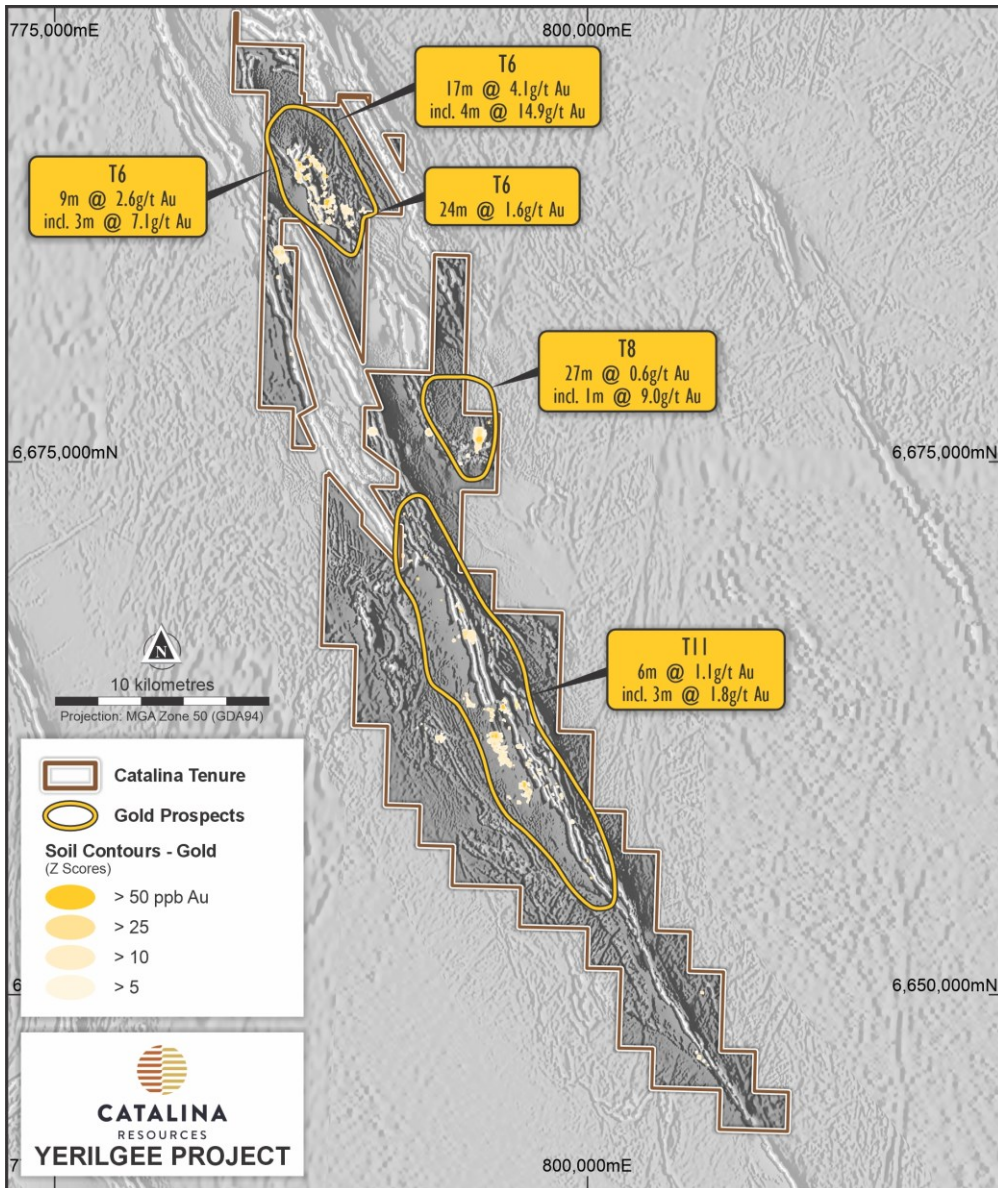 775,000mE
800,000mE
T6
17m @ 4.1g/t Au
incl. 4m @ 14.9g/t Au
T6
9m @ 2.6g/t Au
incl. 3m @ 7.1g/t Au
T6
24m @ 1.6g/t Au
T8
27m @ 0.6g/t Au
incl. 1m @ 9.0g/t Au
6,675,000mN
6,675,000mN
N
10 kilometres
Projection: MGA Zone 50 (GDA94)
T11
6m @ 1.1g/t Au
incl. 3m @ 1.8g/t Au
Catalina Tenure
Gold Prospects
Soil Contours - Gold
(Z Scores)
> 50 ppb Au
> 25
> 10
> 5
6,650,000mN
CATALINA
RESOURCES
YERILGEE PROJECT
800,000mE